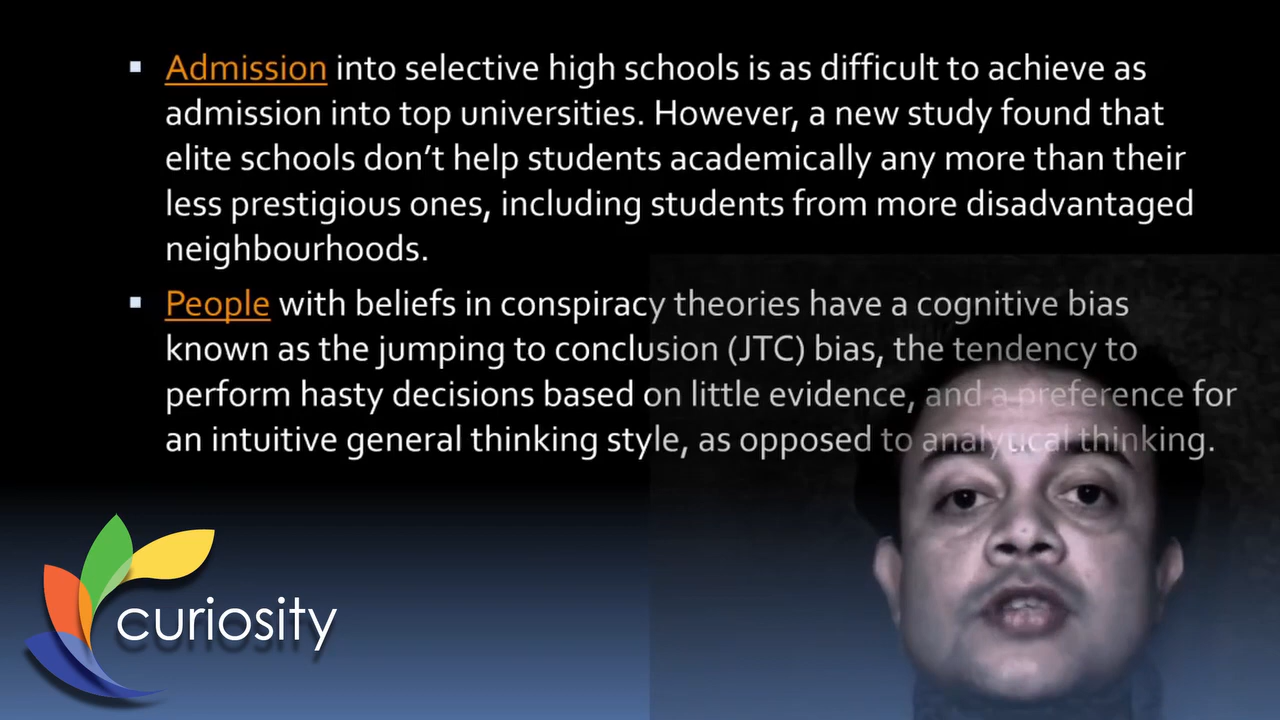 Admission into selective high schools is as difficult to achieve as
admission into top universities. However, a new study found that
elite schools don't help students academically any more than their
less prestigious ones, including students from more disadvantaged
neighbourhoods.
People with beliefs in conspiracy theories have a cognitive bias
known as the jumping to conclusion (JTC) bias, the tendency to
perform hasty decisions based on little evidence, and a preference for
an intuitive general thinking style, as opposed to analytical thinking.
curiosity